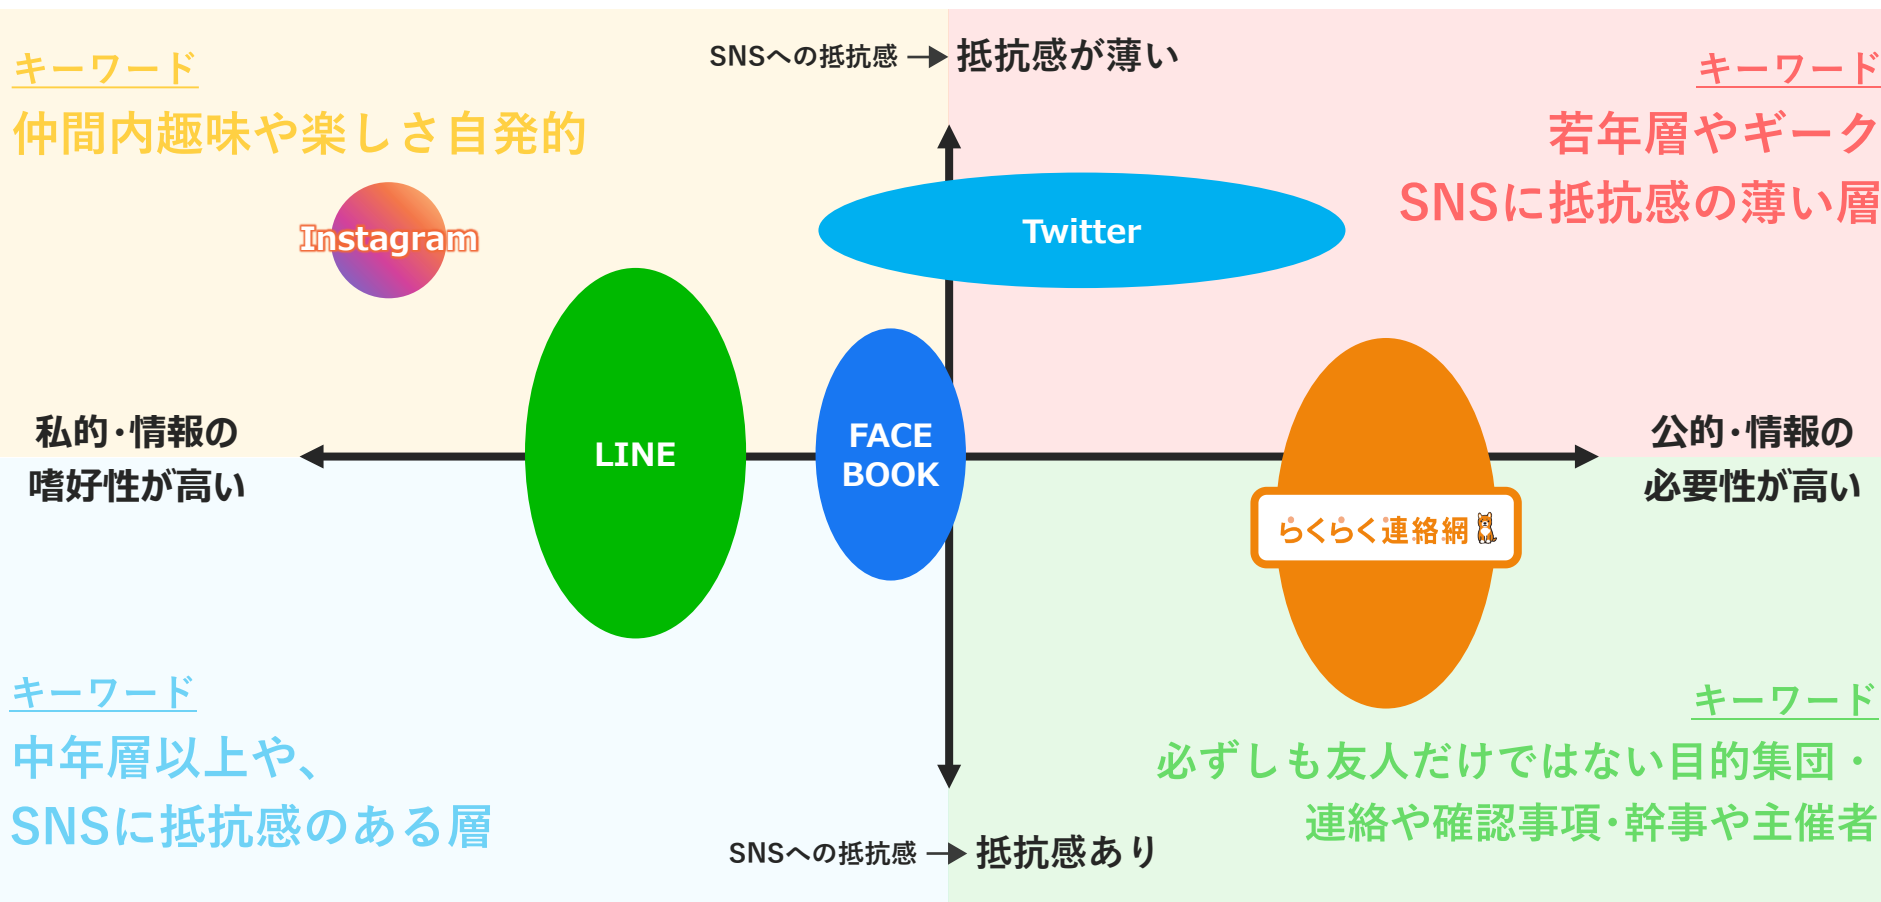 SNSへの抵抗感 → 抵抗感が薄い
キーワード
仲間内趣味や楽しさ自発的
キーワード
若年層やギーク
SNSに抵抗感の薄い層
Instagram
Twitter
私的・情報の
嗜好性が高い
LINE
FACE
BOOK
公的・情報の
必要性が高い
らくらく連絡網
キーワード
中年層以上や、
SNSに抵抗感のある層
キーワード
必ずしも友人だけではない目的集団・
連絡や確認事項・幹事や主催者
SNSへの抵抗感 → 抵抗感あり